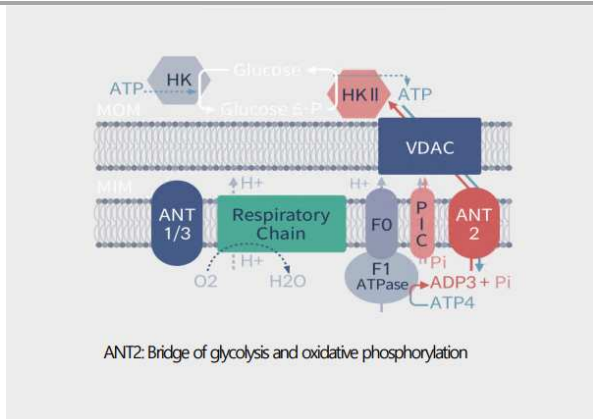 HK
Glucose
ATP
HK II
ATP
Glucose 6-P
MOM
VDAC
MIM
H+
H+
ANT
1/3
Respiratory
Chain
F0
P
I
C
ANT
2
H+
O2
H2O
F1
ATPase
Pi
ADP3 + Pi
ATP4
ANT2: Bridge of glycolysis and oxidative phosphorylation